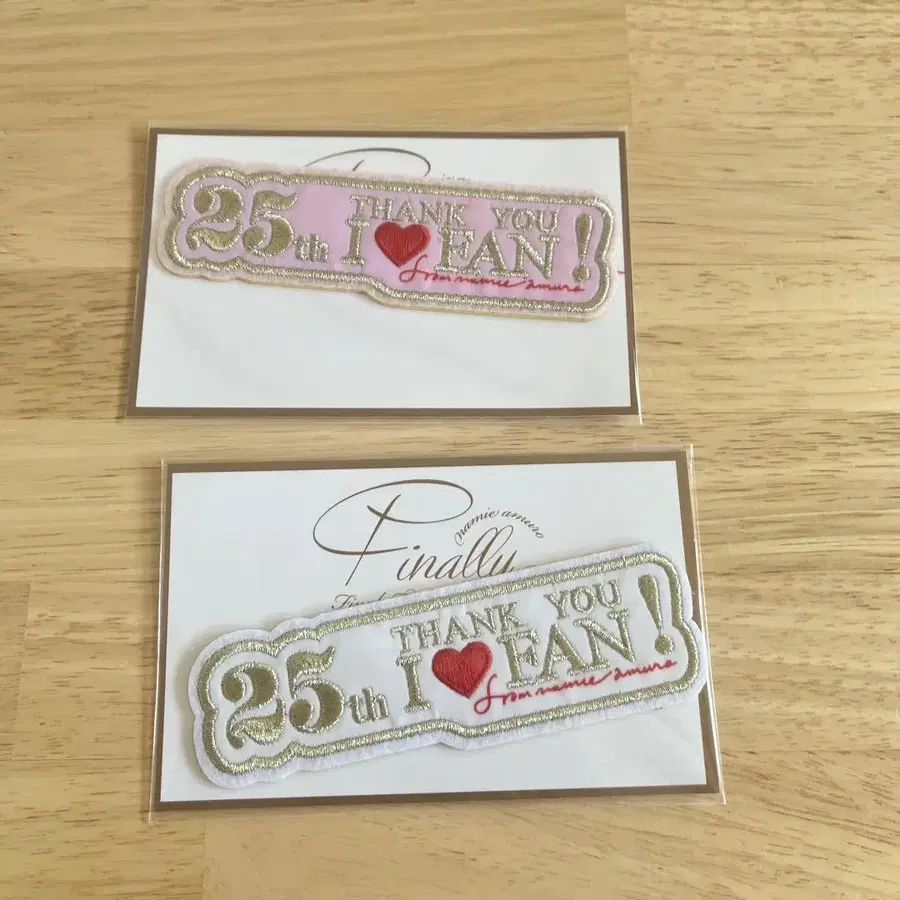 25th THANK YOU
I ❤ FAN!
from namie amuro
namie amuro
Finally
25th THANK YOU
I ❤ FAN!
from namie amuro